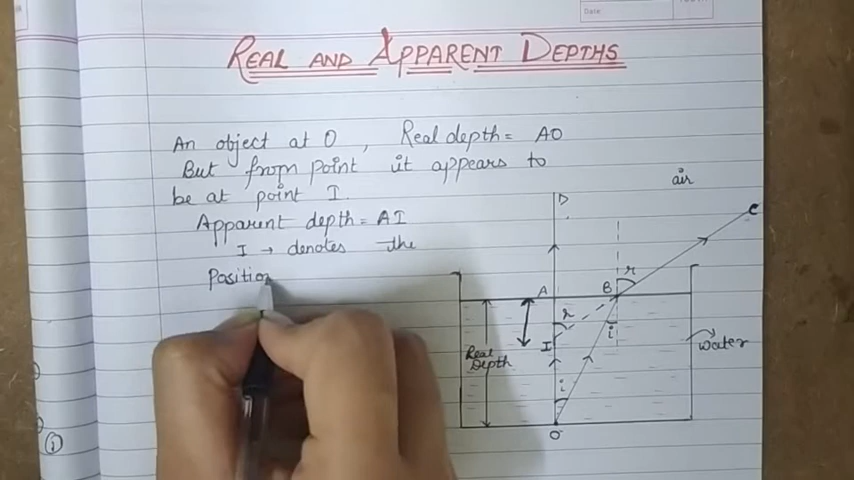 Date:
REAL AND APPARENT DEPTHS
An object at O , Real depth = AO
But from point it appears to
be at point I.
Apparent depth = AI
I → denotes the
Position
air
D
C
r
A
B
r
i
I
Real
Depth
water
i
O
i